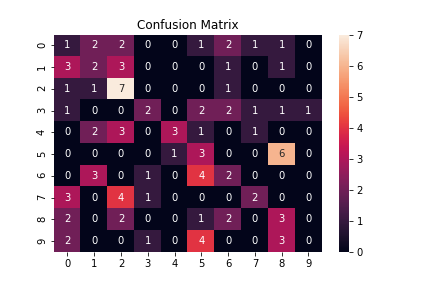 Confusion Matrix
0 1 2 2 0 0 1 2 1 1 0
1 3 2 3 0 0 0 1 0 1 0
2 1 1 7 0 0 0 1 0 0 0
3 1 0 0 2 0 2 2 1 1 1
4 0 2 3 0 3 1 0 1 0 0
5 0 0 0 0 1 3 0 0 6 0
6 0 3 0 1 0 4 2 0 0 0
7 3 0 4 1 0 0 0 2 0 0
8 2 0 2 0 0 1 2 0 3 0
9 2 0 0 1 0 4 0 0 3 0
0 1 2 3 4 5 6 7 8 9
7
6
5
4
3
2
1
0